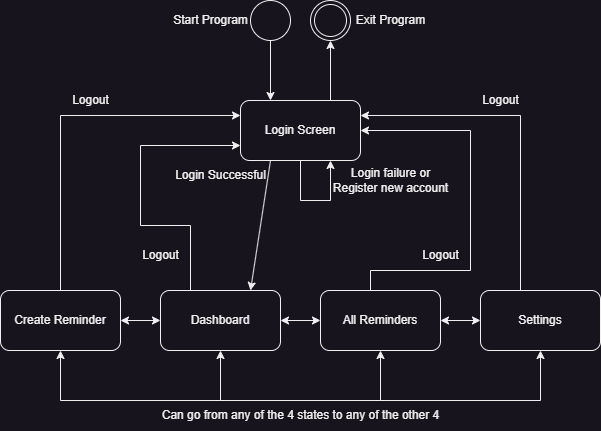 Start Program
Exit Program
Logout
Logout
Login Screen
Login Successful
Login failure or
Register new account
Logout
Logout
Create Reminder
Dashboard
All Reminders
Settings
Can go from any of the 4 states to any of the other 4